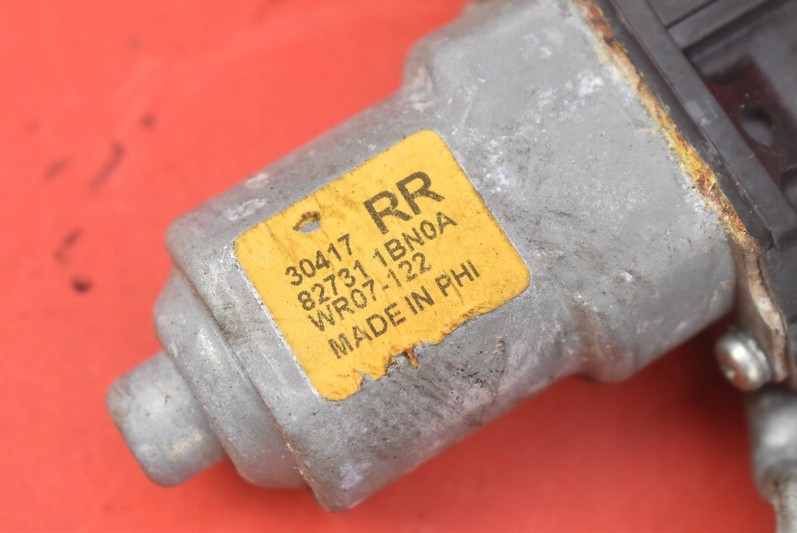 RR
30417
82731 1BN0A
WR07-122
MADE IN PHI